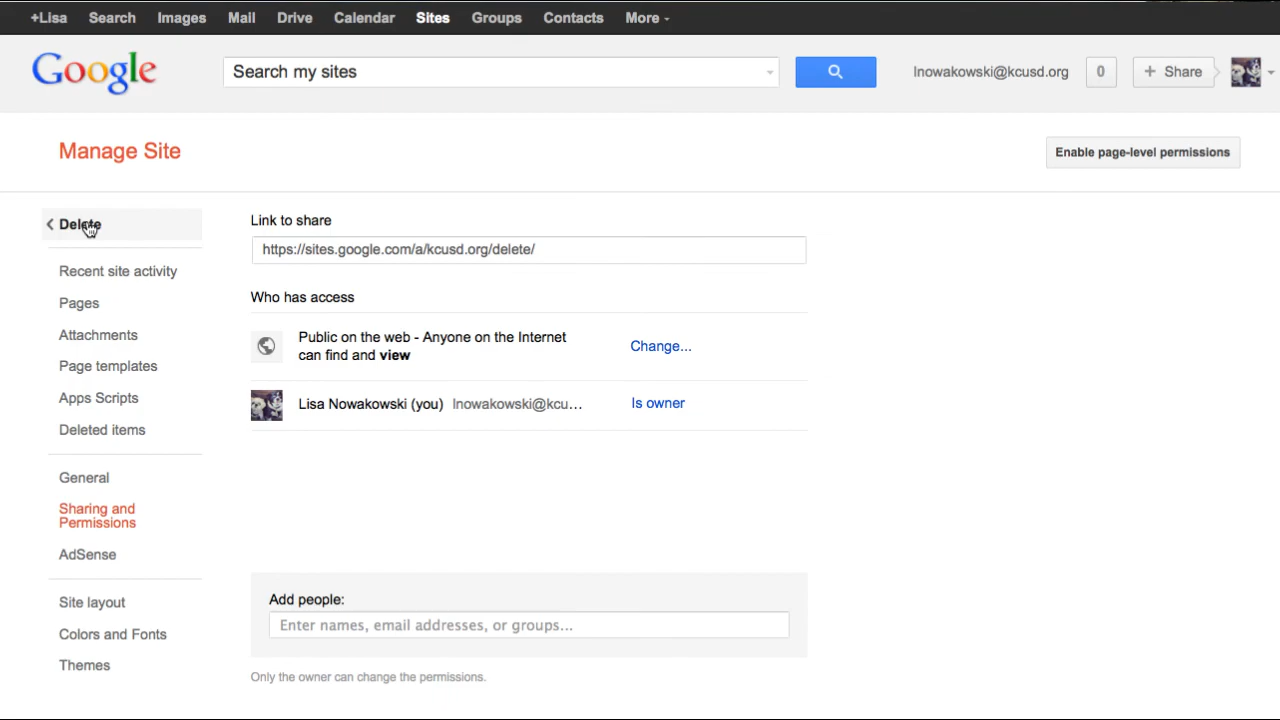 +Lisa Search Images Mail Drive Calendar Sites Groups Contacts More
Google Search my sites lnowakowski@kcusd.org 0 + Share
Manage Site Enable page-level permissions
Delete
Recent site activity
Pages
Attachments
Page templates
Apps Scripts
Deleted items
General
Sharing and
Permissions
AdSense
Site layout
Colors and Fonts
Themes
Link to share
https://sites.google.com/a/kcusd.org/delete/
Who has access
Public on the web - Anyone on the Internet
can find and view
Change...
Lisa Nowakowski (you) lnowakowski@kcu... Is owner
Add people:
Enter names, email addresses, or groups...
Only the owner can change the permissions.